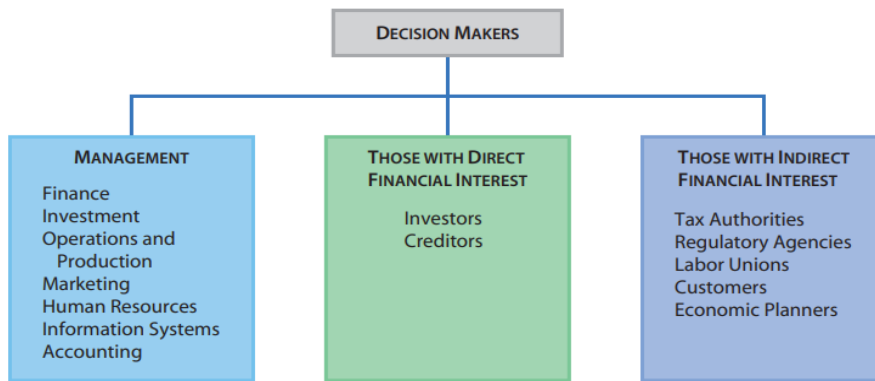 DECISION MAKERS
MANAGEMENT
Finance
Investment
Operations and
Production
Marketing
Human Resources
Information Systems
Accounting
THOSE WITH DIRECT
FINANCIAL INTEREST
Investors
Creditors
THOSE WITH INDIRECT
FINANCIAL INTEREST
Tax Authorities
Regulatory Agencies
Labor Unions
Customers
Economic Planners